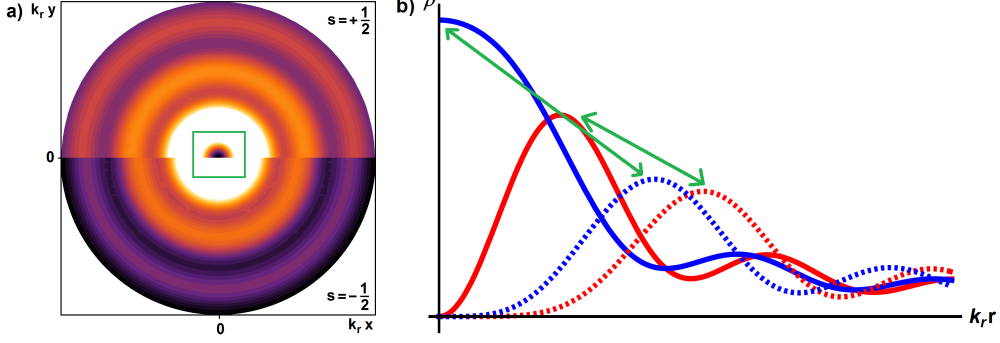 a)
kᵣ y
s=+1/2
0
s=-1/2
0
kᵣ x
b)
ρ
kᵣr